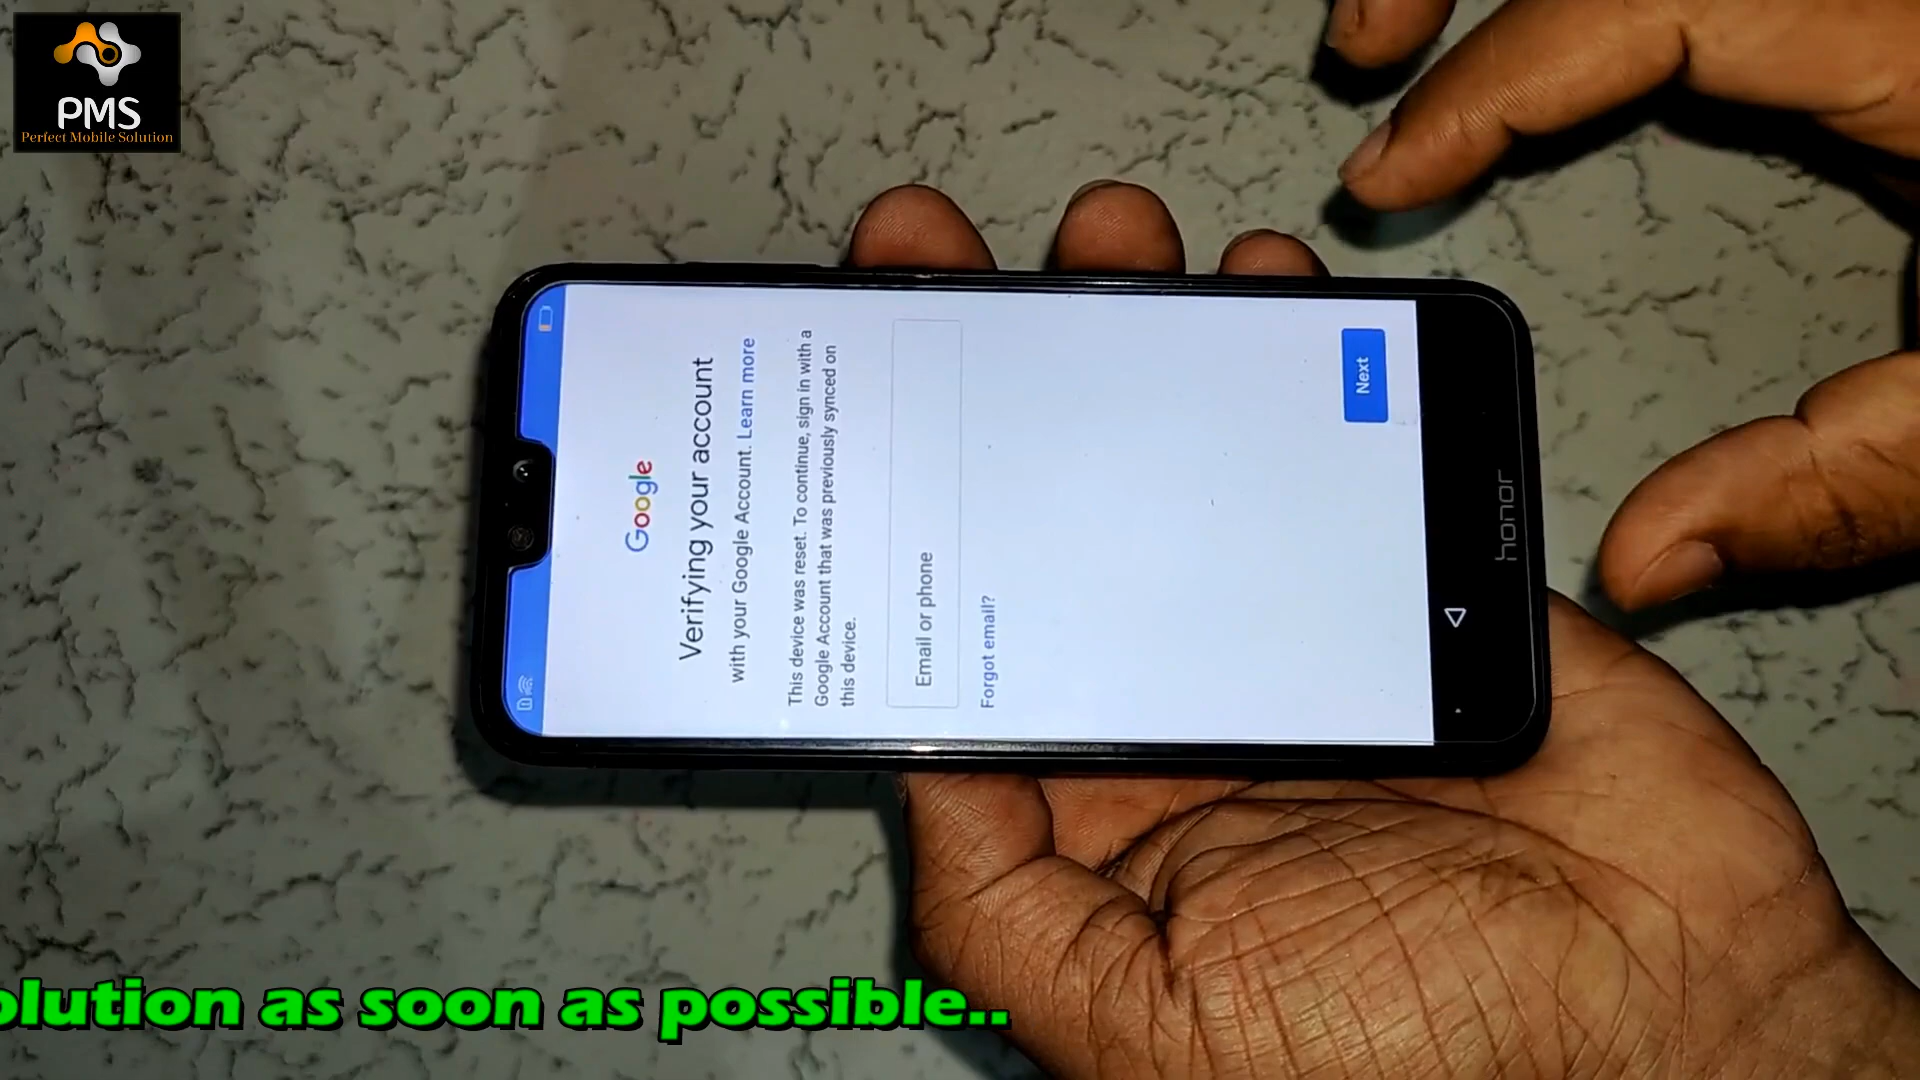 PMS
Perfect Mobile Solution
Google
Verifying your account
with your Google Account. Learn more
This device was reset. To continue, sign in with a
Google Account that was previously synced on
this device.
Email or phone
Forgot email?
Next
honor
olution as soon as possible..